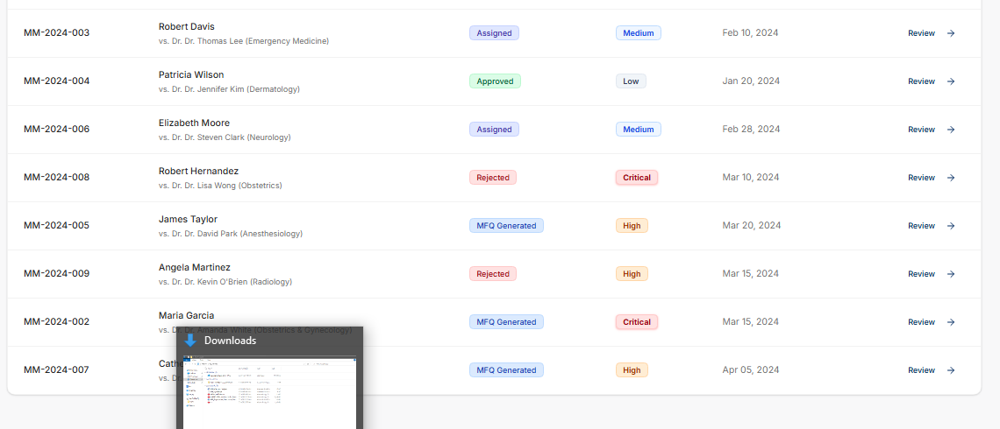 MM-2024-003 Robert Davis Assigned Medium Feb 10, 2024 Review →
vs. Dr. Dr. Thomas Lee (Emergency Medicine)
MM-2024-004 Patricia Wilson Approved Low Jan 20, 2024 Review →
vs. Dr. Dr. Jennifer Kim (Dermatology)
MM-2024-006 Elizabeth Moore Assigned Medium Feb 28, 2024 Review →
vs. Dr. Dr. Steven Clark (Neurology)
MM-2024-008 Robert Hernandez Rejected Critical Mar 10, 2024 Review →
vs. Dr. Dr. Lisa Wong (Obstetrics)
MM-2024-005 James Taylor MFQ Generated High Mar 20, 2024 Review →
vs. Dr. Dr. David Park (Anesthesiology)
MM-2024-009 Angela Martinez Rejected High Mar 15, 2024 Review →
vs. Dr. Dr. Kevin O'Brien (Radiology)
MM-2024-002 Maria Garcia MFQ Generated Critical Mar 15, 2024 Review →
vs. Dr. Dr. Amanda White (Obstetrics & Gynecology)
Downloads
MM-2024-007 MFQ Generated High Apr 05, 2024 Review →
vs. Dr.